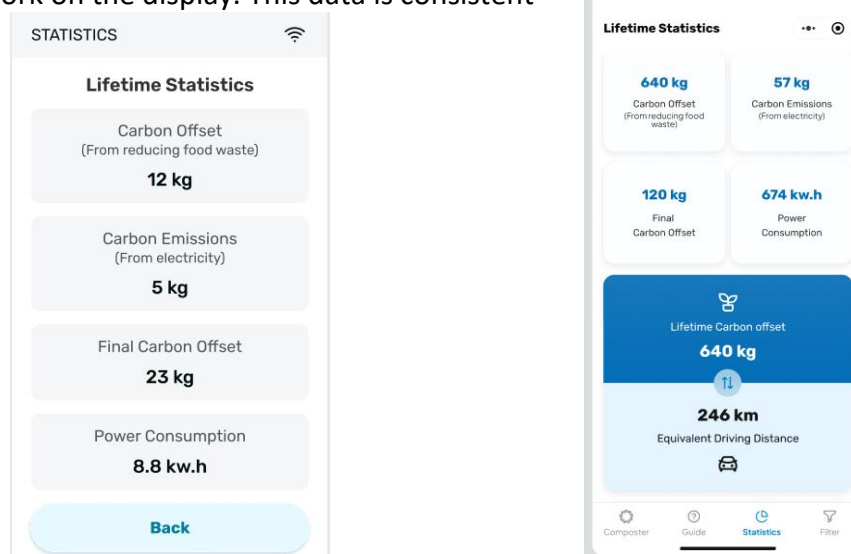 ork on the display. This data is consistent
STATISTICS
Lifetime Statistics
Carbon Offset
(From reducing food waste)
12 kg
Carbon Emissions
(From electricity)
5 kg
Final Carbon Offset
23 kg
Power Consumption
8.8 kw.h
Back
Lifetime Statistics
640 kg
Carbon Offset
(From reducing food
waste)
57 kg
Carbon Emissions
(From electricity)
120 kg
Final
Carbon Offset
674 kw.h
Power
Consumption
Lifetime Carbon offset
640 kg
246 km
Equivalent Driving Distance
Composter
Guide
Statistics
Filter